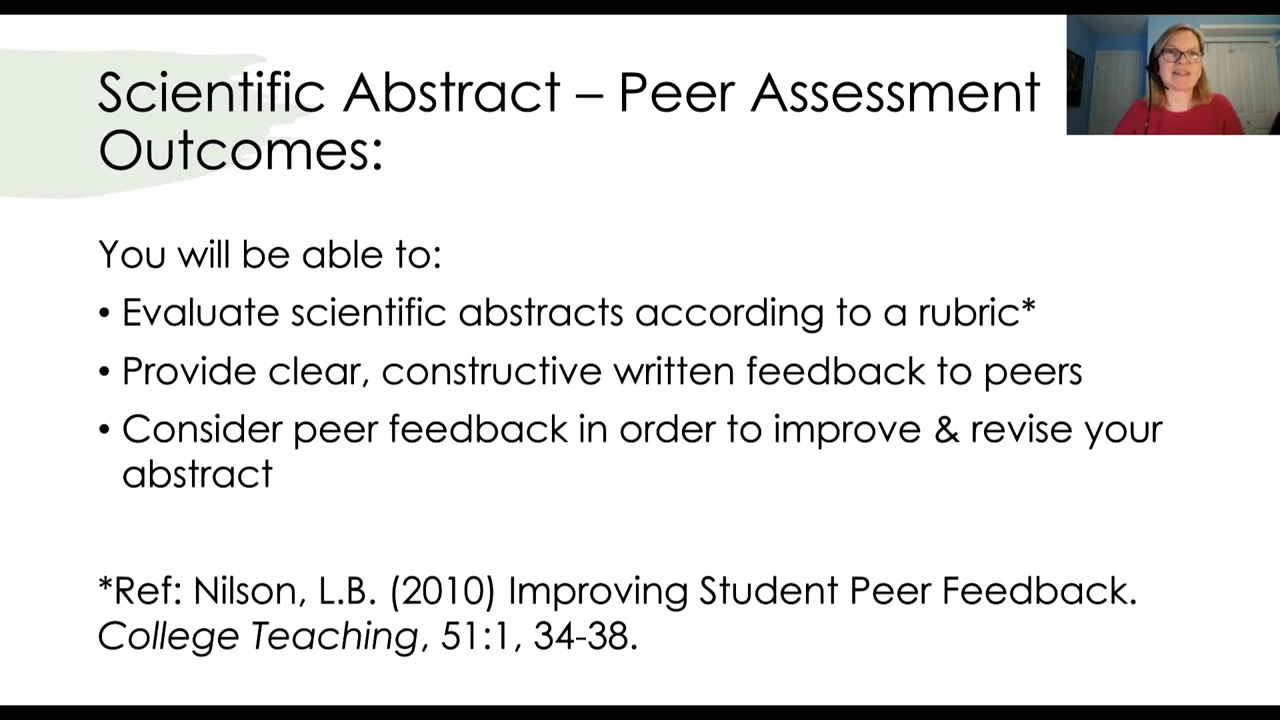 Scientific Abstract – Peer Assessment
Outcomes:
You will be able to:
• Evaluate scientific abstracts according to a rubric*
• Provide clear, constructive written feedback to peers
• Consider peer feedback in order to improve & revise your
abstract
*Ref: Nilson, L.B. (2010) Improving Student Peer Feedback.
College Teaching, 51:1, 34-38.